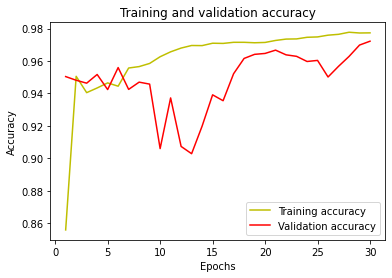 Training and validation accuracy
Accuracy
0.98
0.96
0.94
0.92
0.90
0.88
0.86
Training accuracy
Validation accuracy
0 5 10 15 20 25 30
Epochs